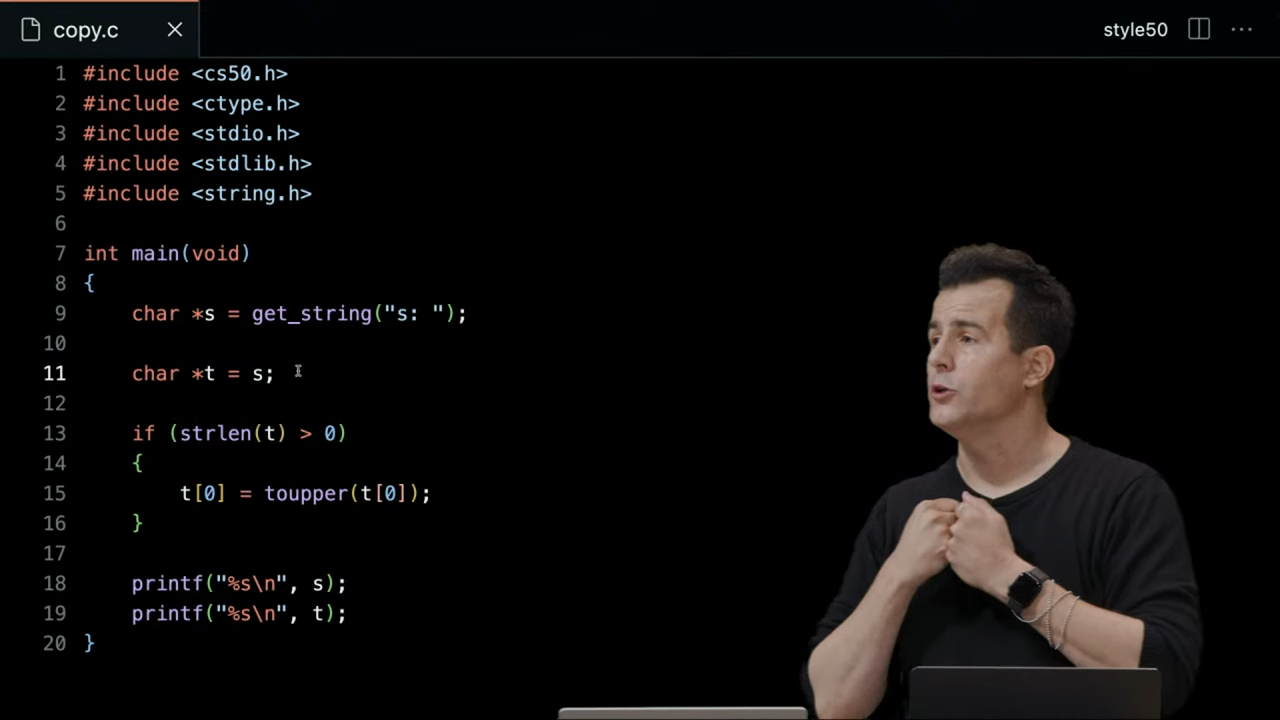 copy.c
style50
1 #include <cs50.h>
2 #include <ctype.h>
3 #include <stdio.h>
4 #include <stdlib.h>
5 #include <string.h>
6
7 int main(void)
8 {
9     char *s = get_string("s: ");
10
11     char *t = s;
12
13     if (strlen(t) > 0)
14     {
15         t[0] = toupper(t[0]);
16     }
17
18     printf("%s\n", s);
19     printf("%s\n", t);
20 }